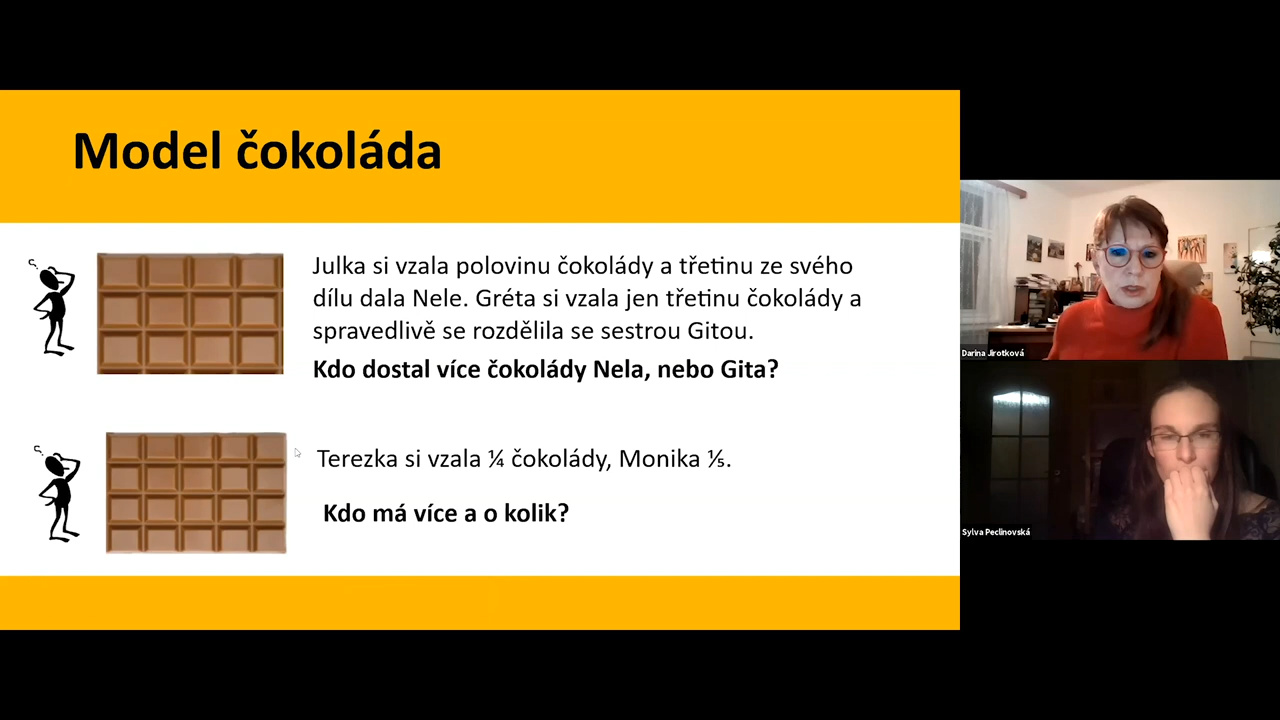 Model čokoláda
Julka si vzala polovinu čokolády a třetinu ze svého
dílu dala Nele. Gréta si vzala jen třetinu čokolády a
spravedlivě se rozdělila se sestrou Gitou.
Kdo dostal více čokolády Nela, nebo Gita?
Terezka si vzala ¼ čokolády, Monika ⅕.
Kdo má více a o kolik?
Darina Jirotková
Sylva Peclinovská